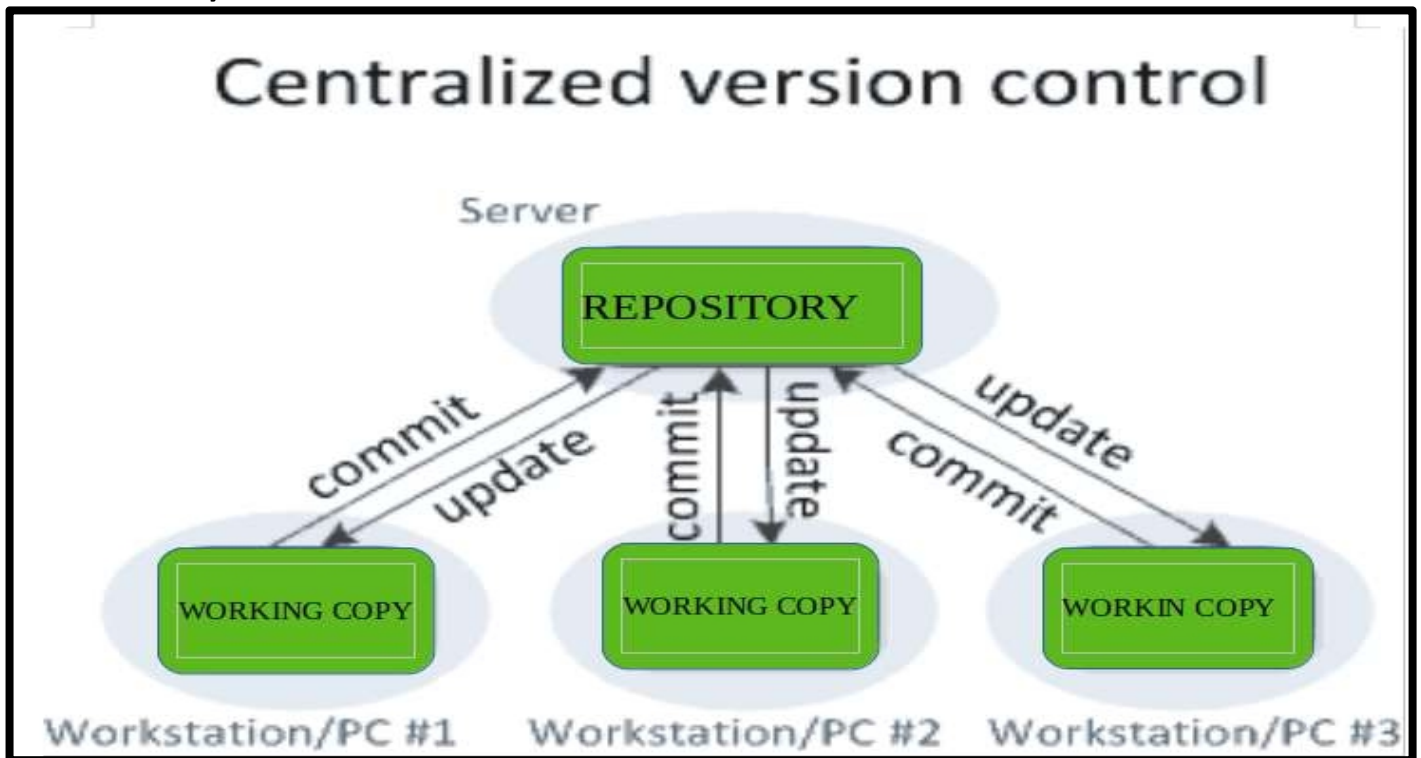 Centralized version control
Server
REPOSITORY
commit
update
commit
update
update
commit
WORKING COPY
WORKING COPY
WORKIN COPY
Workstation/PC #1
Workstation/PC #2
Workstation/PC #3